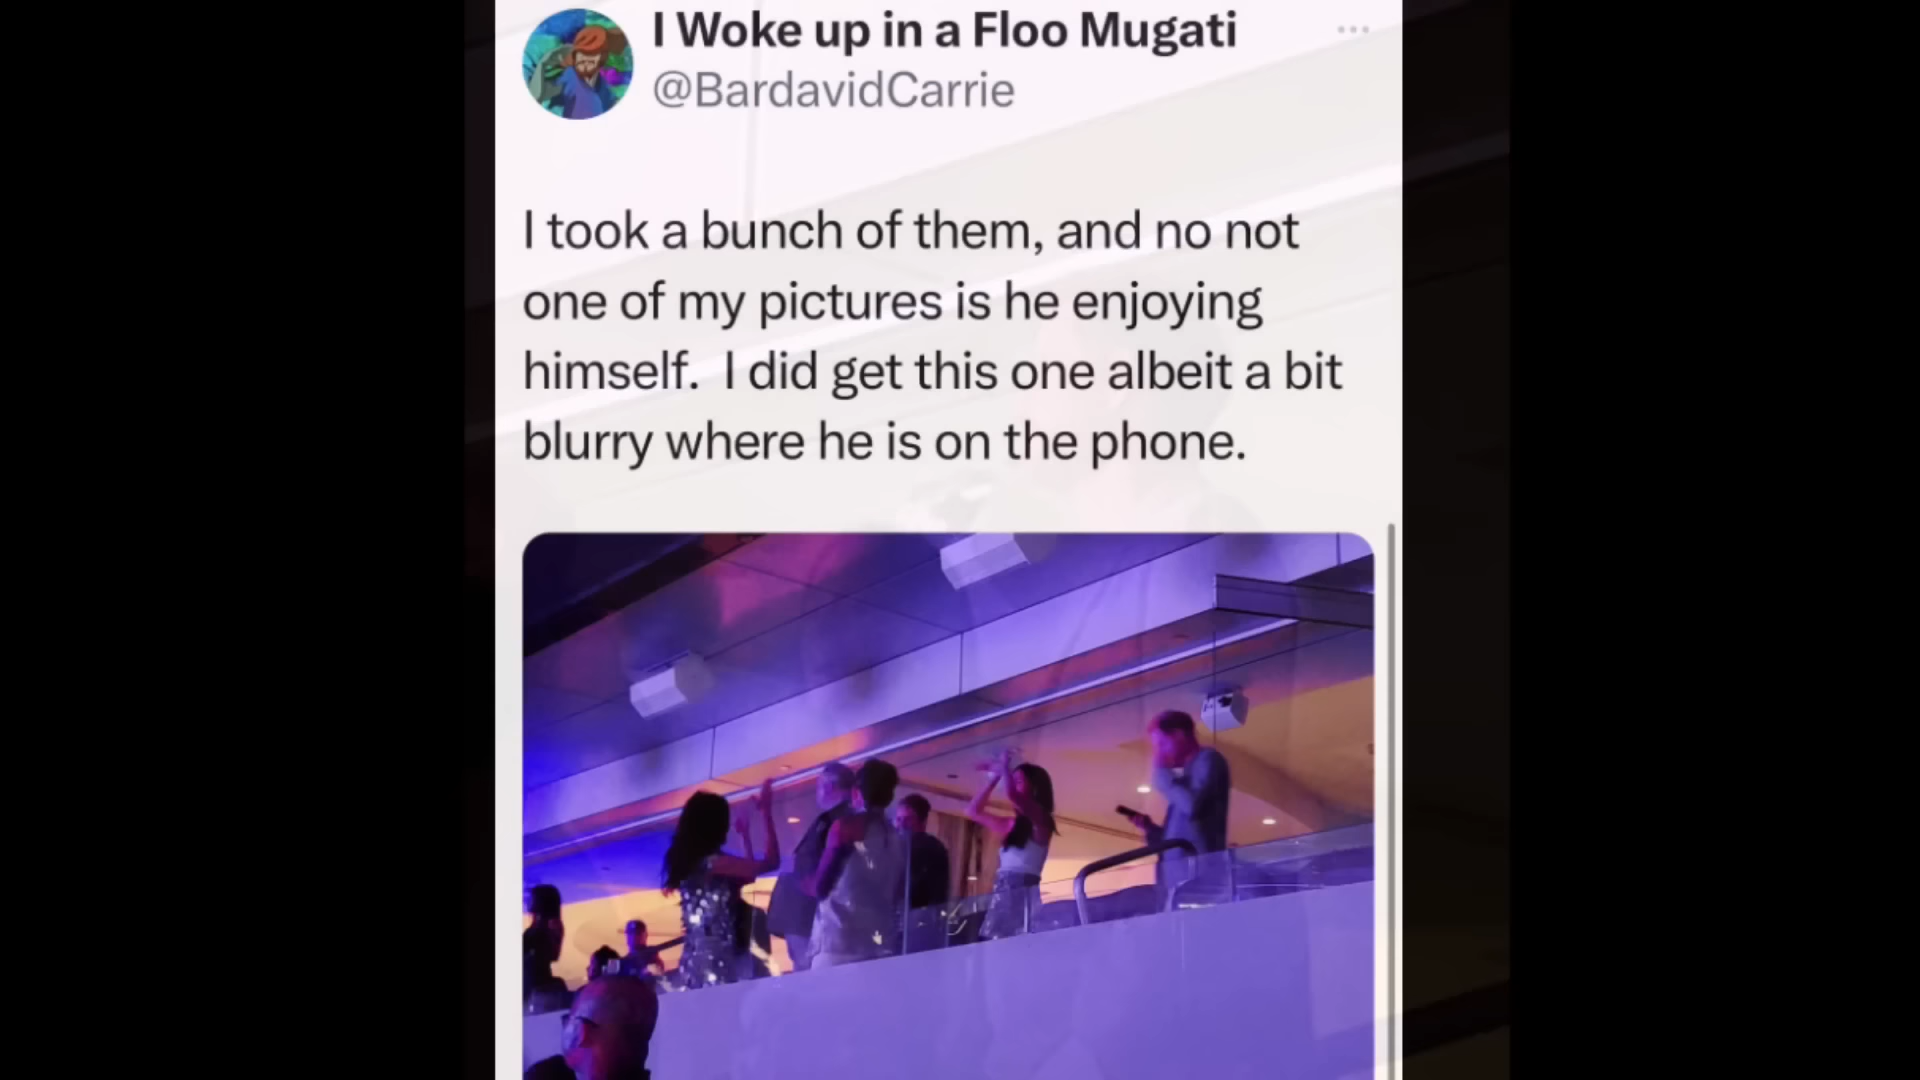 I Woke up in a Floo Mugati
@BardavidCarrie
I took a bunch of them, and no not
one of my pictures is he enjoying
himself. I did get this one albeit a bit
blurry where he is on the phone.